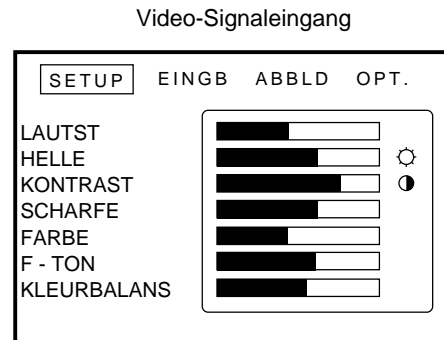 Video-Signaleingang
SETUP EINGB ABBLD OPT.
LAUTST
HELLE
KONTRAST
SCHARFE
FARBE
F - TON
KLEURBALANS